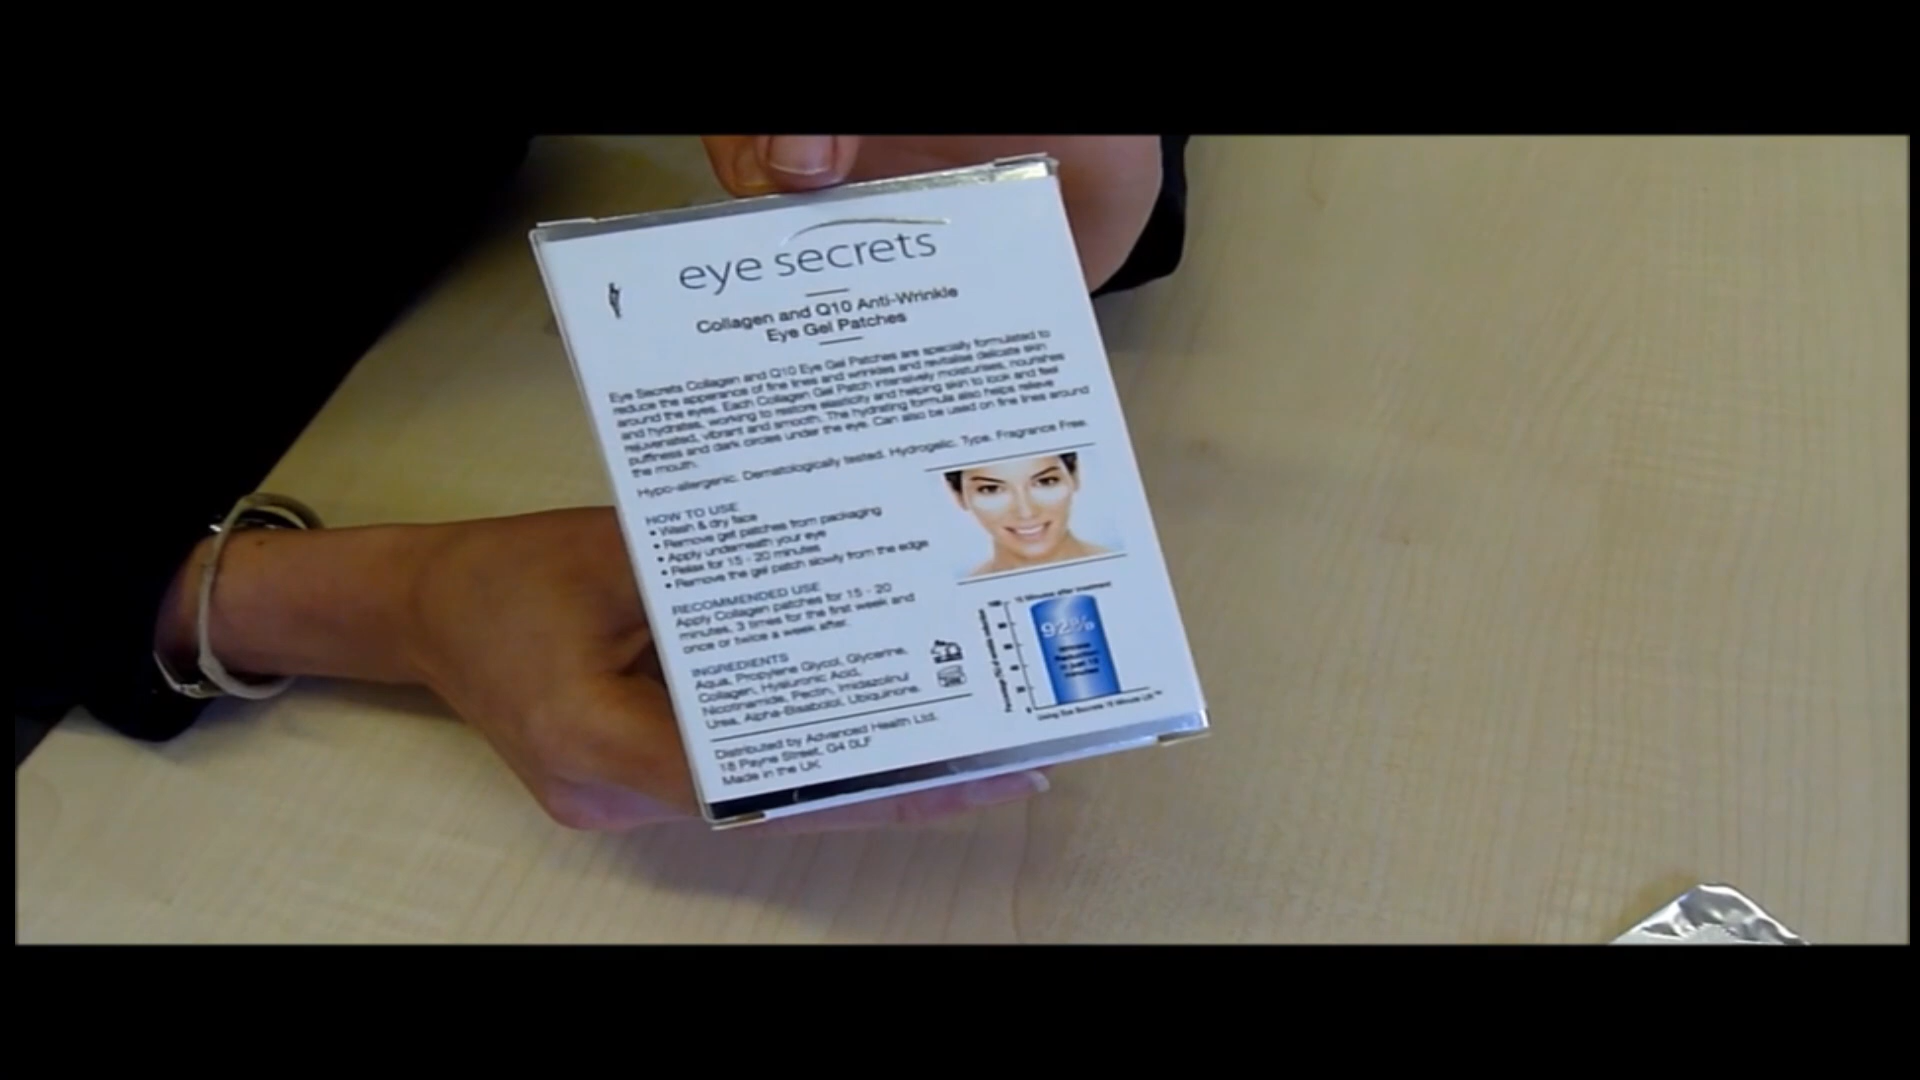 eye secrets
Collagen and Q10 Anti-Wrinkle
Eye Gel Patches
Eye Secrets Collagen and Q10 Eye Gel Patches are specially formulated to
reduce the apperance of fine lines and wrinkles and revitalise delicate skin
around the eyes. Each Collagen Gel Patch intensively moisturises, nourishes
and hydrates, working to restore elasticity and helping skin to look and feel
rejuvenated, vibrant and smooth. The hydrating formula also helps relieve
puffiness and dark circles under the eye. Can also be used on fine lines around
the mouth.
Hypo-allergenic. Dermatologically tested. Hydrogelic. Type. Fragrance Free.
HOW TO USE
• Wash & dry face
• Remove gel patches from packaging
• Apply underneath your eye
• Relax for 15 - 20 minutes
• Remove the gel patch slowly from the edge
RECOMMENDED USE
Apply Collagen patches for 15 - 20
minutes, 3 times for the first week and
once or twice a week after.
INGREDIENTS
Aqua, Propylene Glycol, Glycerine,
Collagen, Hyaluronic Acid,
Nicotinamide, Pectin, Imidazolinyl
Urea, Alpha-Bisabolol, Ubiquinone.
Distributed by Advanced Health Ltd.
18 Payne Street, G4 0LF
Made in the UK
92%